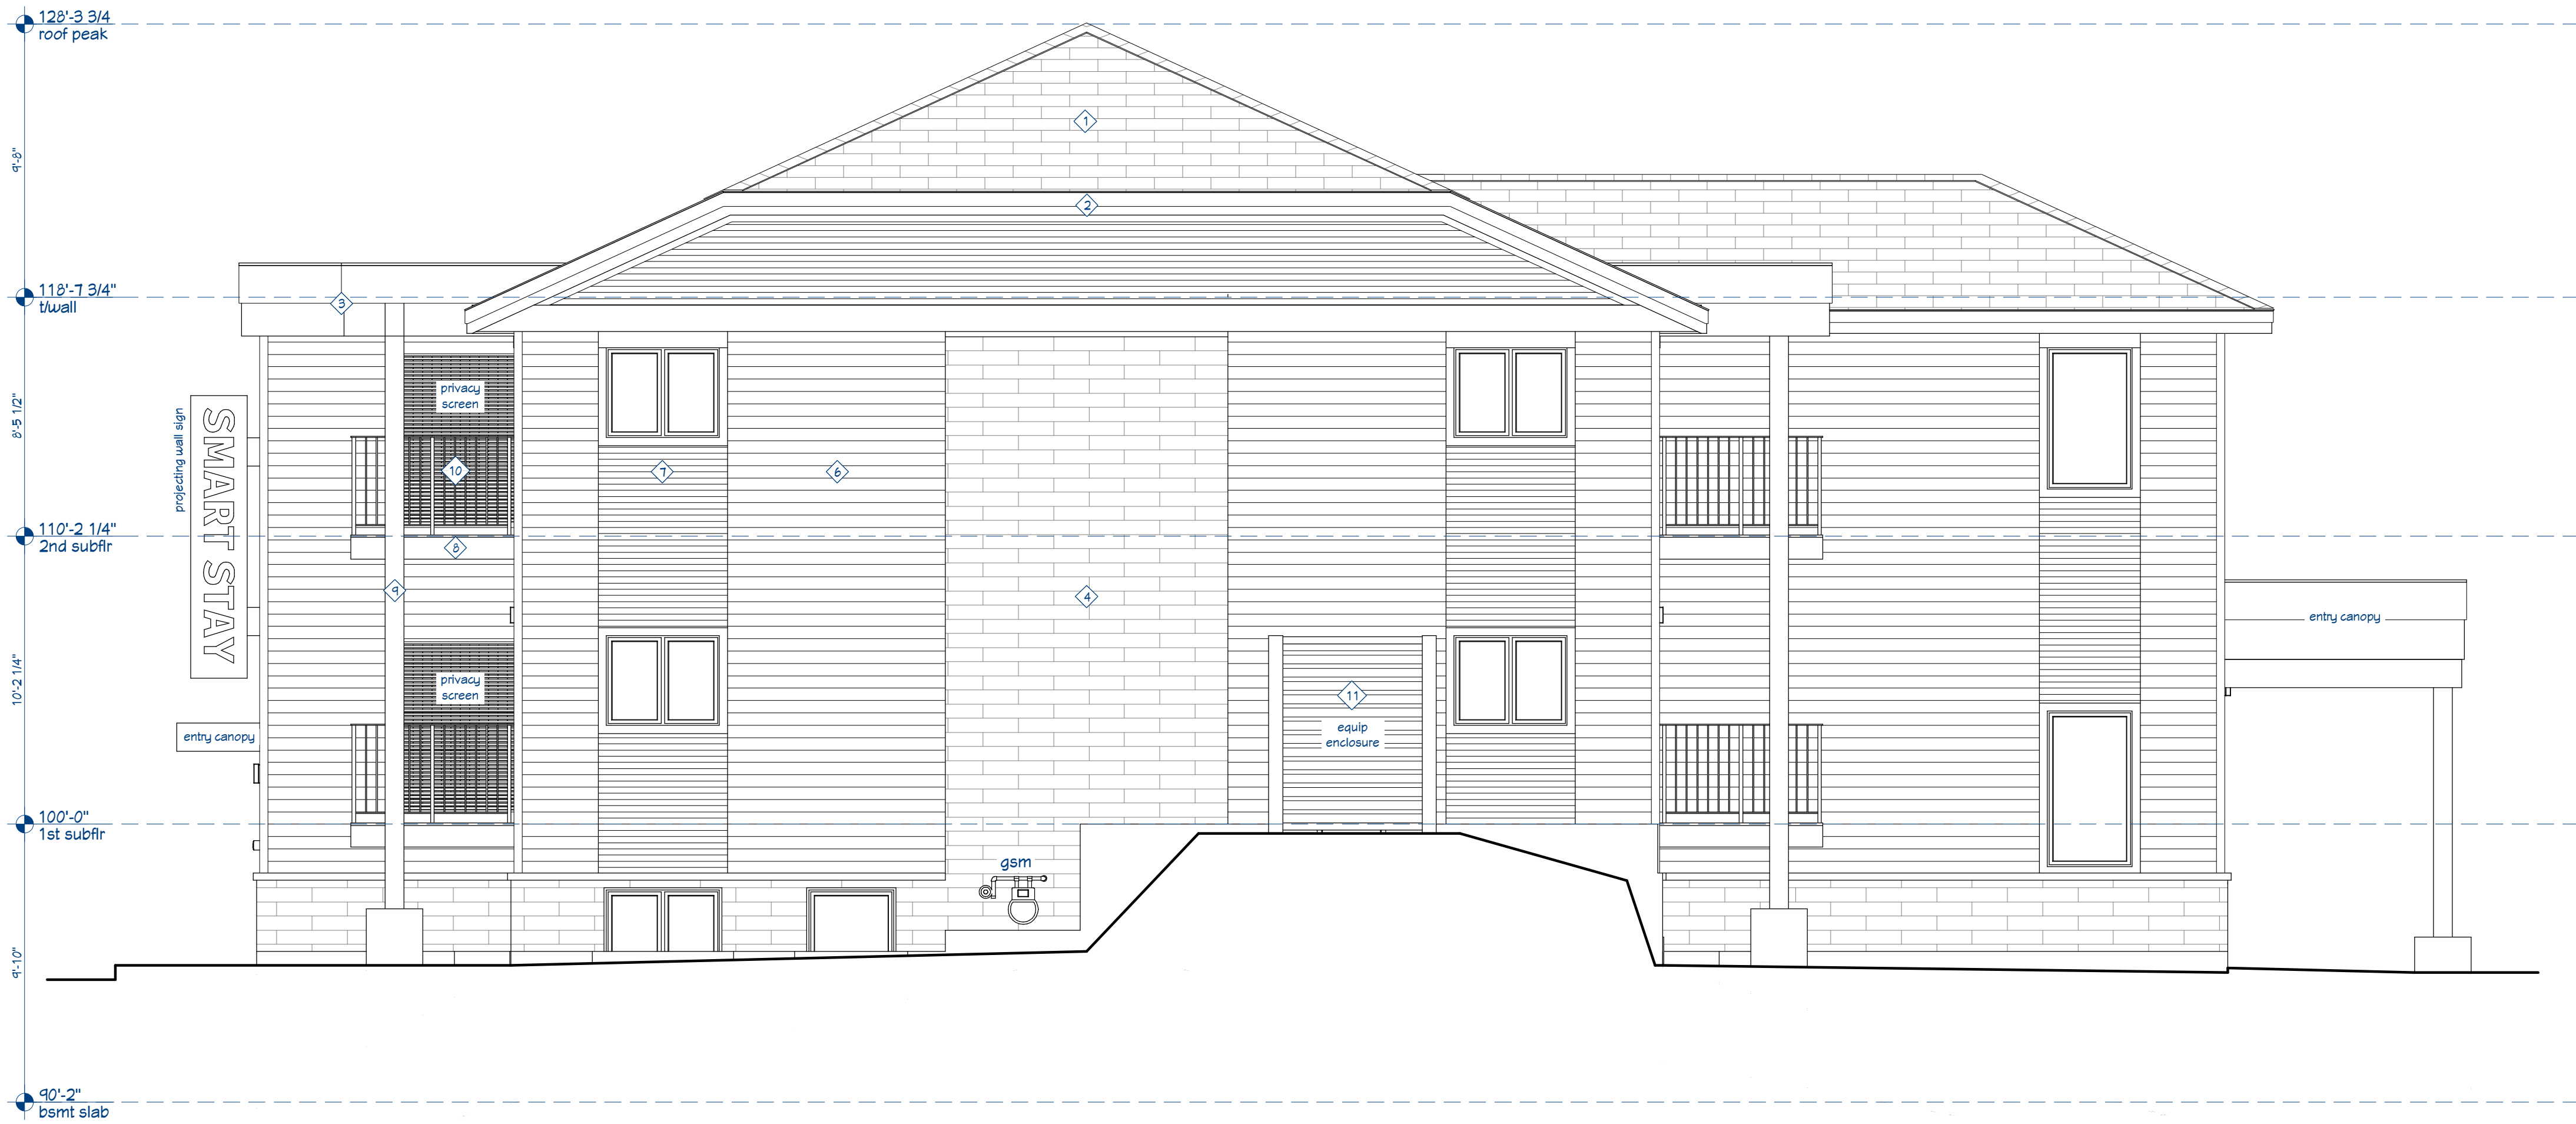 128'-3 3/4
roof peak
9'-8"
1
2
118'-7 3/4"
t/wall
3
8'-5 1/2"
projecting wall sign
SMART STAY
privacy
screen
10
7
6
110'-2 1/4"
2nd subflr
8
9
4
entry canopy
10'-2 1/4"
privacy
screen
11
equip
enclosure
entry canopy
100'-0"
1st subflr
gsm
9'-10"
90'-2"
bsmt slab